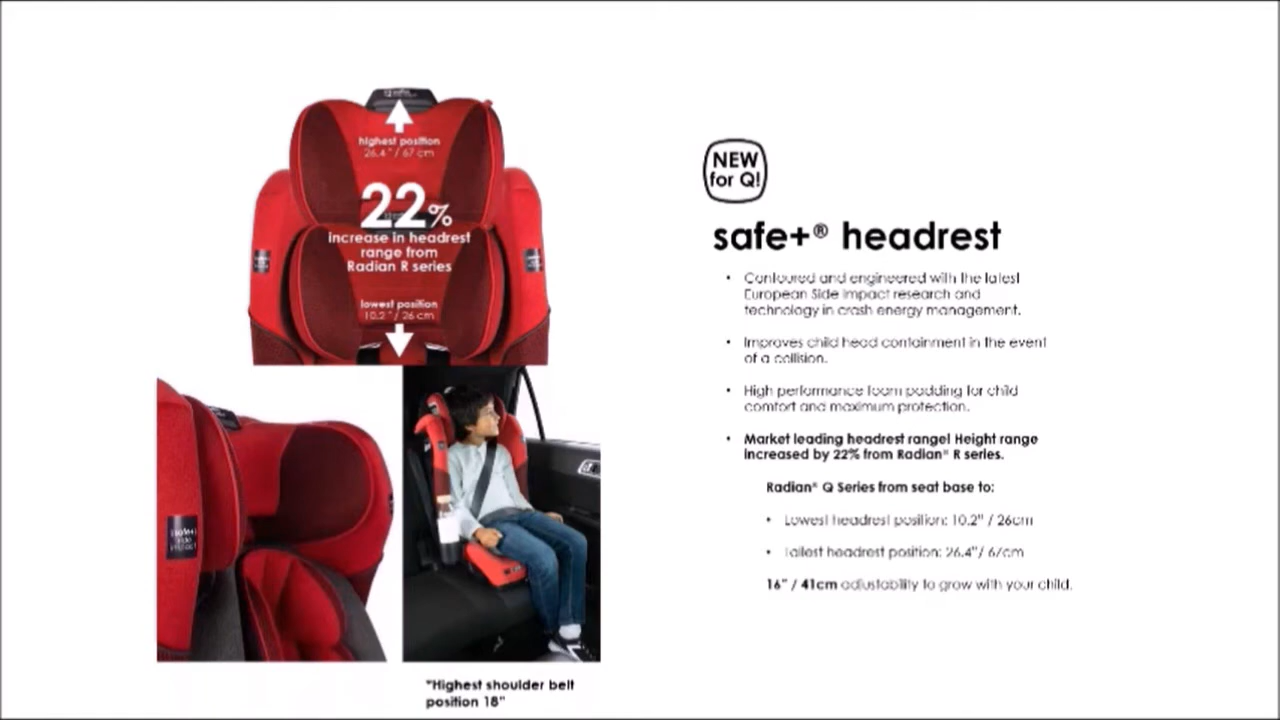 highest position
26.4" / 67 cm
22%
increase in headrest
range from
Radian R series
lowest position
10.2" / 26 cm
NEW
for Q!
safe+® headrest
• Contoured and engineered with the latest
European Side Impact research and
technology in crash energy management.
• Improves child head containment in the event
of a collision.
• High performance foam padding for child
comfort and maximum protection.
• Market leading headrest range! Height range
increased by 22% from Radian® R series.
Radian® Q Series from seat base to:
• Lowest headrest position: 10.2" / 26cm
• Tallest headrest position: 26.4"/ 67cm
16" / 41cm adjustability to grow with your child.
"Highest shoulder belt
position 18"